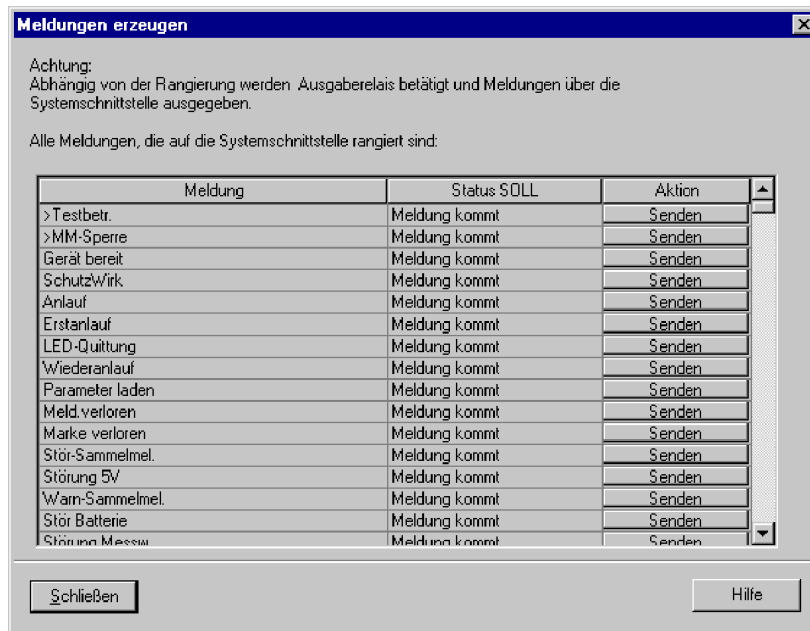 Meldungen erzeugen
Achtung:
Abhängig von der Rangierung werden Ausgaberelais betätigt und Meldungen über die
Systemschnittstelle ausgegeben.
Alle Meldungen, die auf die Systemschnittstelle rangiert sind:
Meldung Status SOLL Aktion
>Testbetr. Meldung kommt Senden
>MM-Sperre Meldung kommt Senden
Gerät bereit Meldung kommt Senden
SchutzWirk Meldung kommt Senden
Anlauf Meldung kommt Senden
Erstanlauf Meldung kommt Senden
LED-Quittung Meldung kommt Senden
Wiederanlauf Meldung kommt Senden
Parameter laden Meldung kommt Senden
Meld.verloren Meldung kommt Senden
Marke verloren Meldung kommt Senden
Stör-Sammelmel. Meldung kommt Senden
Störung 5V Meldung kommt Senden
Warn-Sammelmel. Meldung kommt Senden
Stör Batterie Meldung kommt Senden
Störung Messw. Meldung kommt Senden
Schließen Hilfe